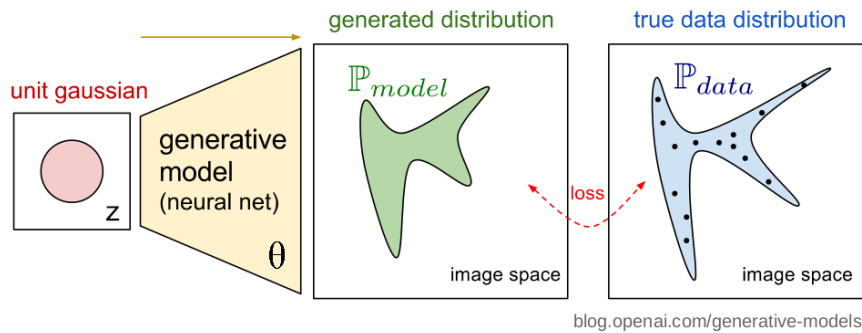 generated distribution
true data distribution
unit gaussian
ℙmodel
ℙdata
generative
model
(neural net)
z
θ
loss
image space
image space
blog.openai.com/generative-models